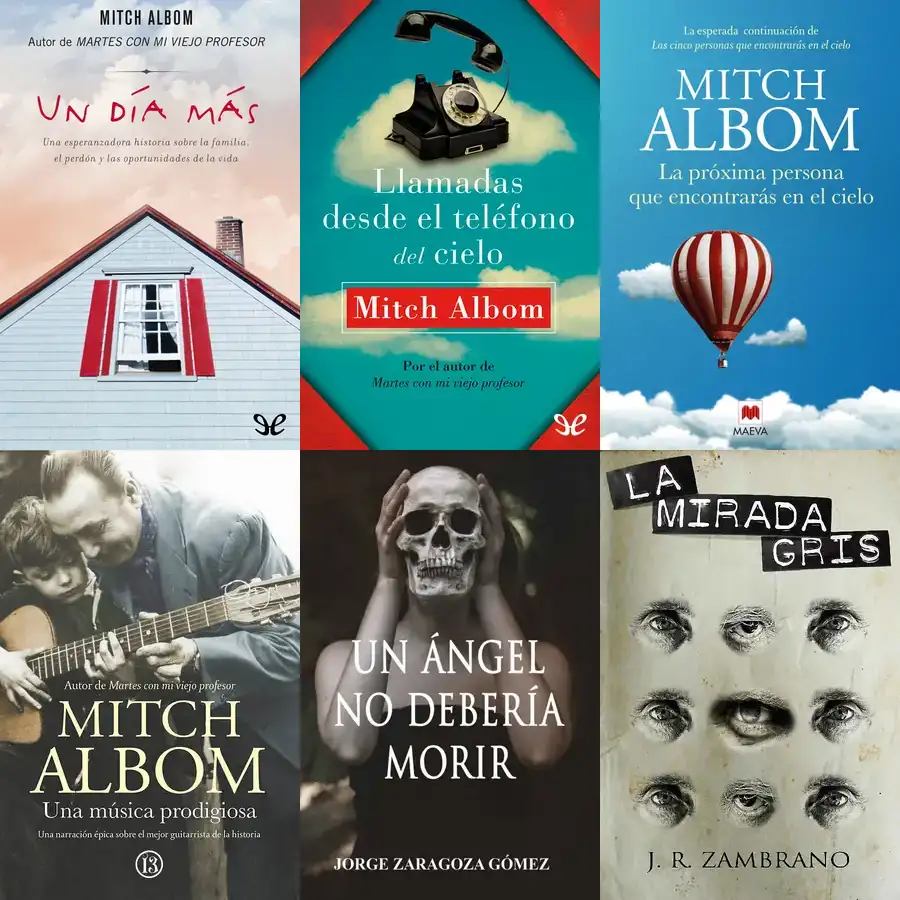 MITCH ALBOM
Autor de MARTES CON MI VIEJO PROFESOR
UN DÍA MÁS
Una esperanzadora historia sobre la familia,
el perdón y las oportunidades de la vida
Llamadas
desde el teléfono
del cielo
Mitch Albom
Por el autor de
Martes con mi viejo profesor
La esperada continuación de
Las cinco personas que encontrarás en el cielo
MITCH
ALBOM
La próxima persona
que encontrarás en el cielo
MAEVA
Autor de Martes con mi viejo profesor
MITCH
ALBOM
Una música prodigiosa
Una narración épica sobre el mejor guitarrista de la historia
13
UN ÁNGEL
NO DEBERÍA
MORIR
JORGE ZARAGOZA GÓMEZ
LA
MIRADA
GRIS
J. R. ZAMBRANO